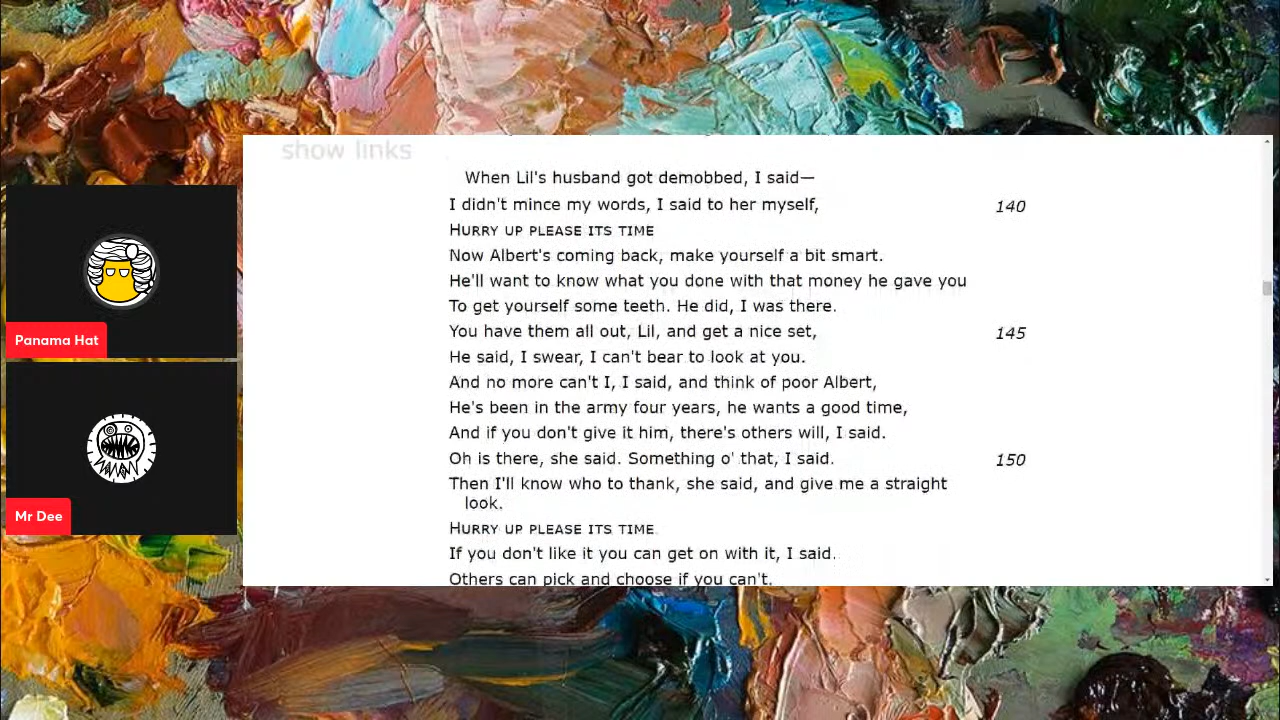 show links
When Lil's husband got demobbed, I said—
I didn't mince my words, I said to her myself,
140
HURRY UP PLEASE ITS TIME
Now Albert's coming back, make yourself a bit smart.
He'll want to know what you done with that money he gave you
To get yourself some teeth. He did, I was there.
You have them all out, Lil, and get a nice set,
145
He said, I swear, I can't bear to look at you.
And no more can't I, I said, and think of poor Albert,
He's been in the army four years, he wants a good time,
And if you don't give it him, there's others will, I said.
Oh is there, she said. Something o' that, I said.
150
Then I'll know who to thank, she said, and give me a straight
look.
HURRY UP PLEASE ITS TIME
If you don't like it you can get on with it, I said.
Others can pick and choose if you can't.
Panama Hat
Mr Dee